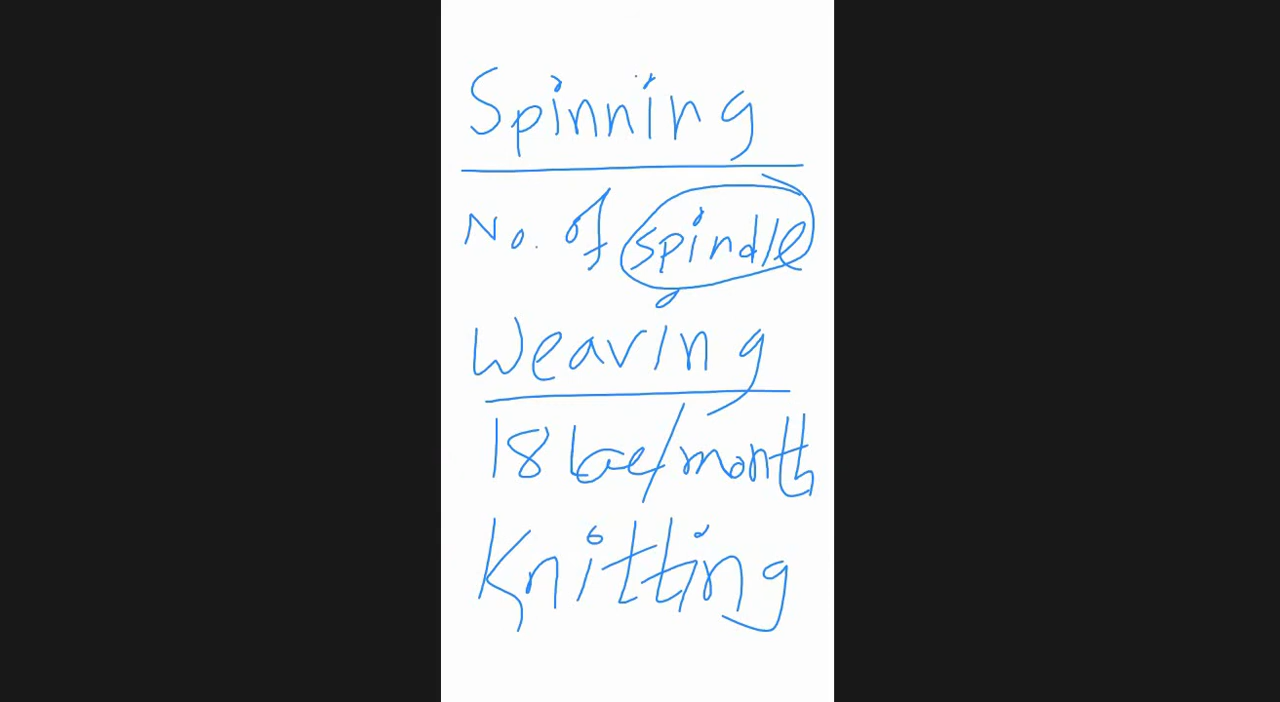 Spinning
No. of spindle
Weaving
18 lac/month
Knitting